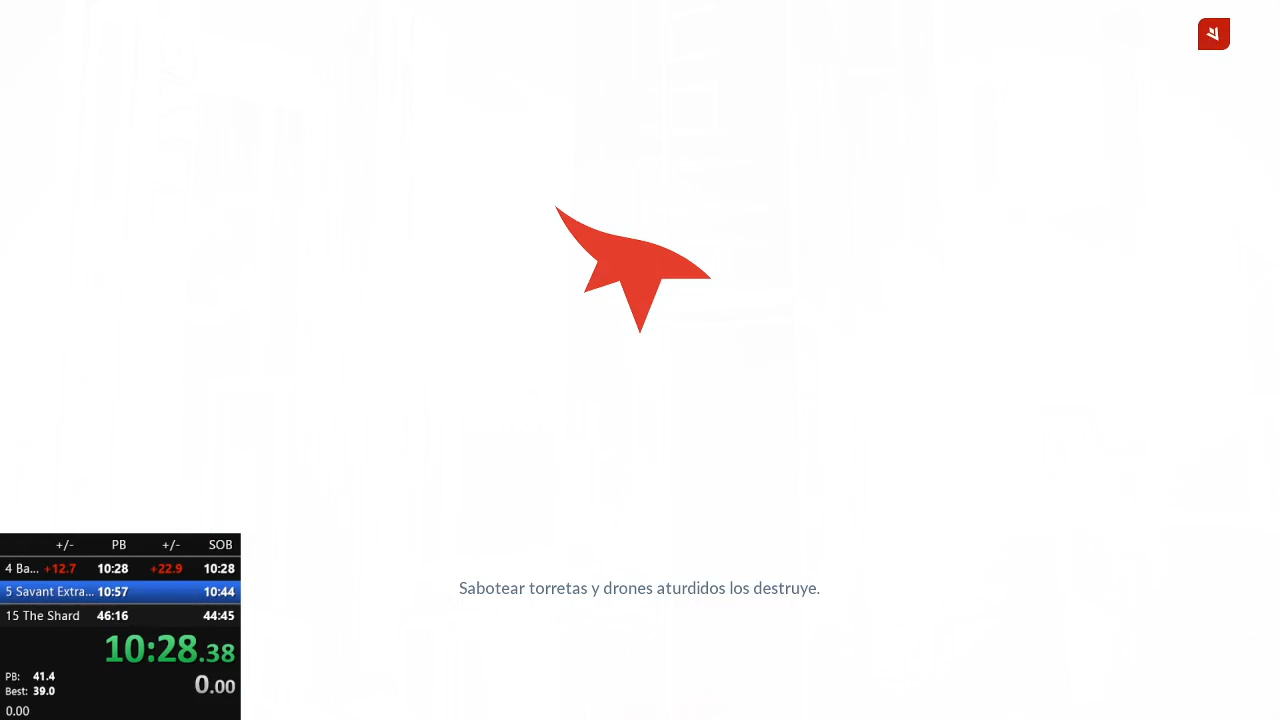 Sabotear torretas y drones aturdidos los destruye.
+/- PB +/- SOB
4 Ba... +12.7 10:28 +22.9 10:28
5 Savant Extra... 10:57 10:44
15 The Shard 46:16 44:45
10:28.38
PB: 41.4
0.00
Best: 39.0
0.00